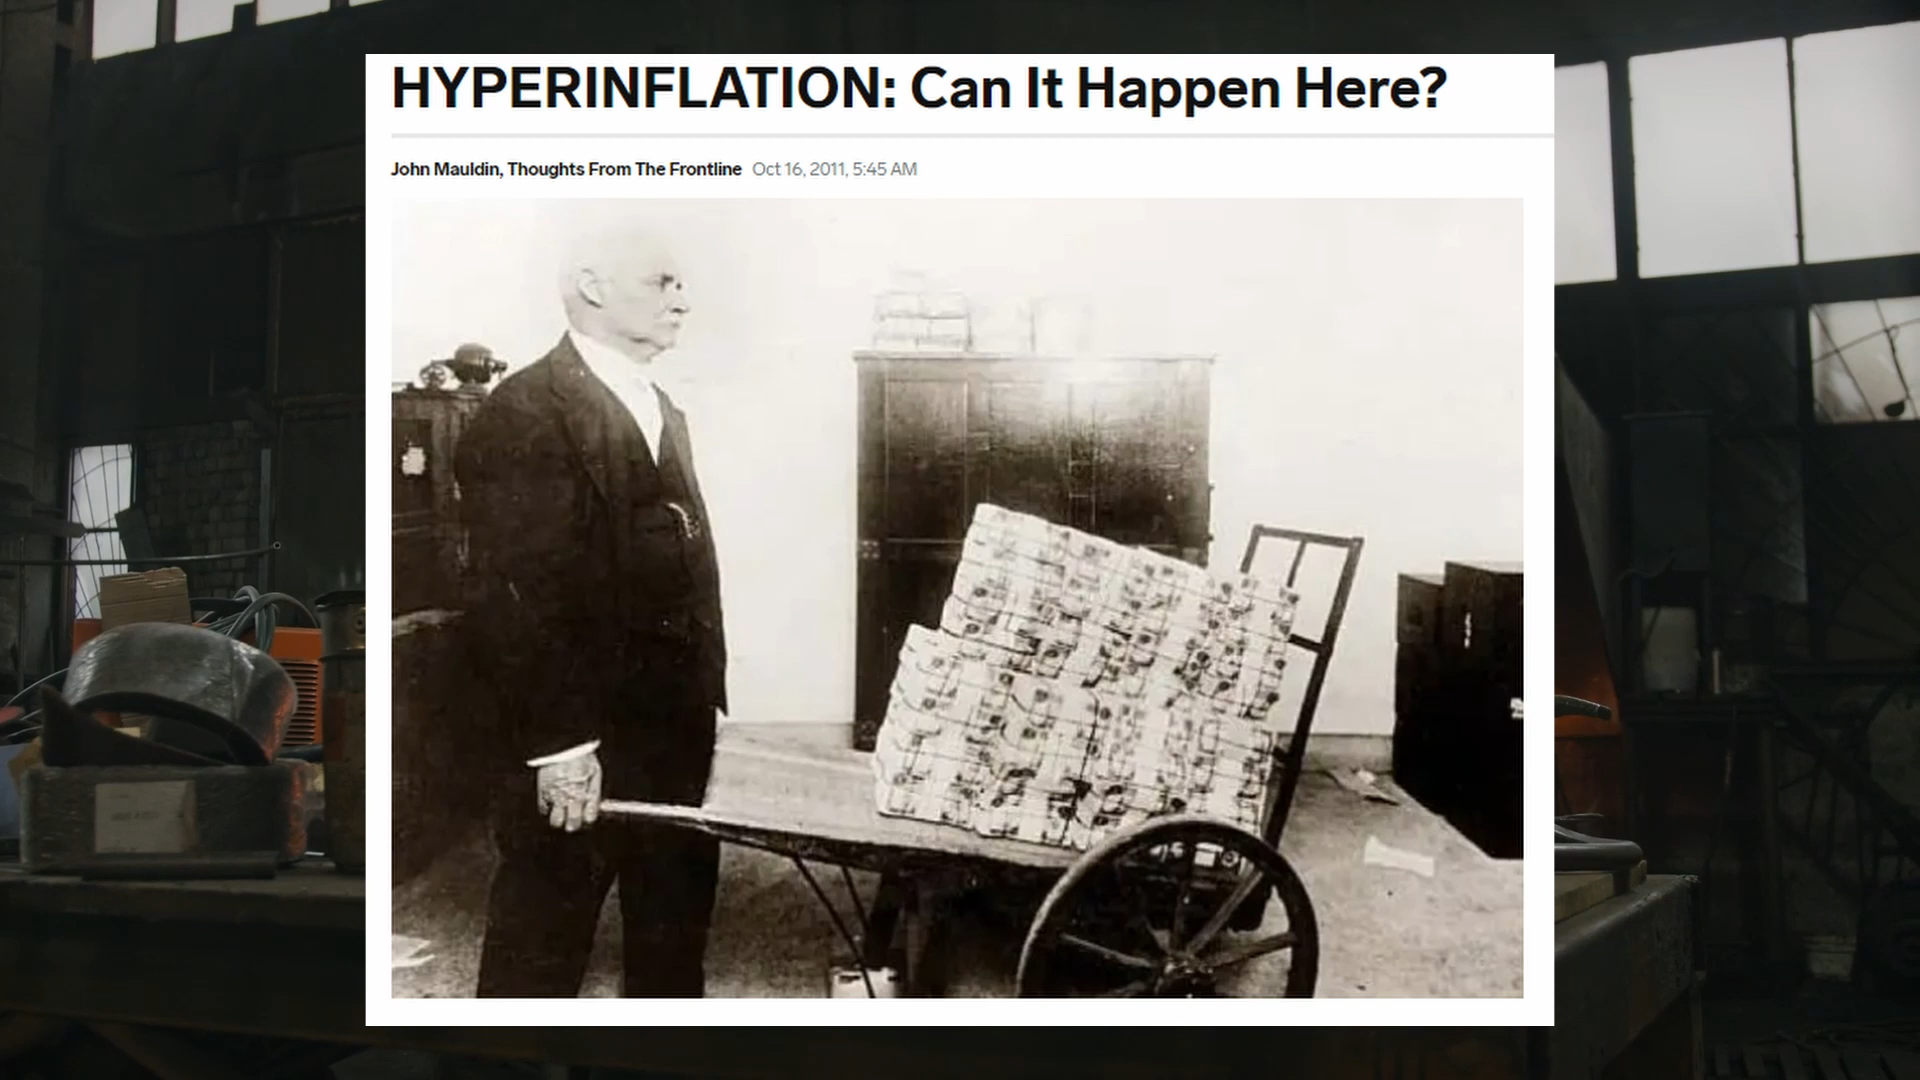 HYPERINFLATION: Can It Happen Here?
John Mauldin, Thoughts From The Frontline Oct 16, 2011, 5:45 AM